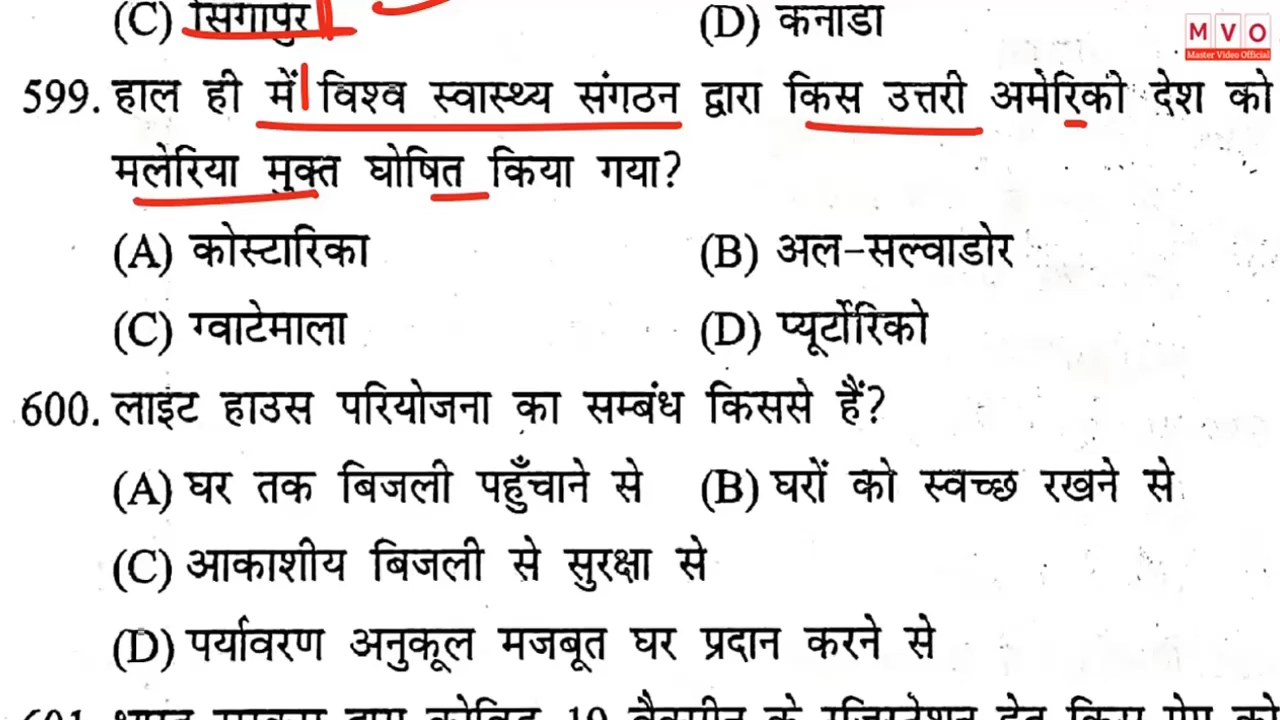 (C) सिंगापुर (D) कनाडा
M V O
Master Video Official
599. हाल ही में विश्व स्वास्थ्य संगठन द्वारा किस उत्तरी अमेरिकी देश को
मलेरिया मुक्त घोषित किया गया?
(A) कोस्टारिका (B) अल-सल्वाडोर
(C) ग्वाटेमाला (D) प्यूर्टोरिको
600. लाइट हाउस परियोजना का सम्बंध किससे हैं?
(A) घर तक बिजली पहुँचाने से (B) घरों को स्वच्छ रखने से
(C) आकाशीय बिजली से सुरक्षा से
(D) पर्यावरण अनुकूल मजबूत घर प्रदान करने से